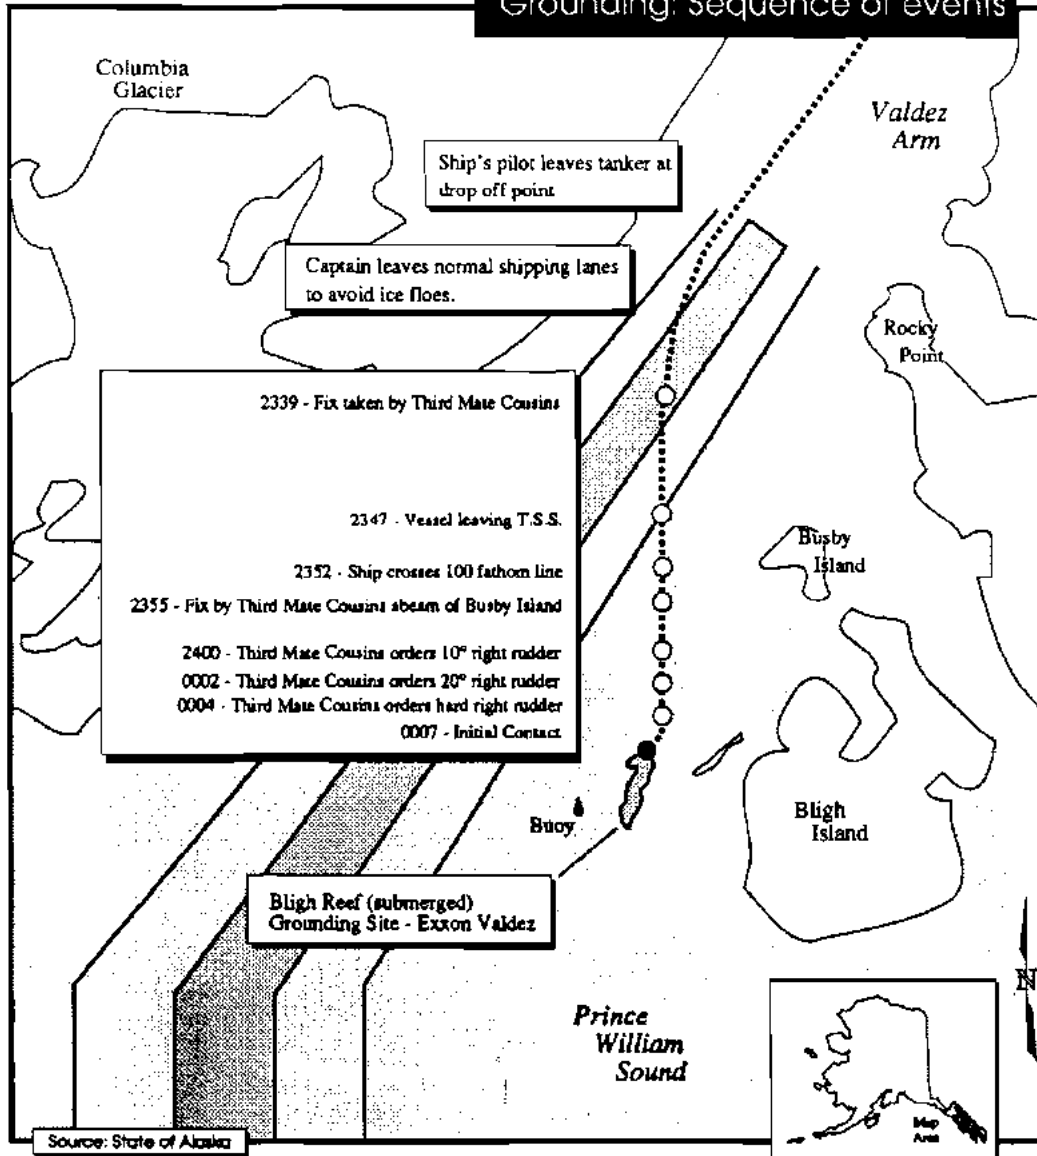 Grounding: Sequence of events
Columbia
Glacier
Valdez
Arm
Ship's pilot leaves tanker at
drop off point
Captain leaves normal shipping lanes
to avoid ice floes.
Rocky
Point
2339 - Fix taken by Third Mate Cousins
2347 - Vessel leaving T.S.S.
2352 - Ship crosses 100 fathom line
2355 - Fix by Third Mate Cousins abeam of Busby Island
2400 - Third Mate Cousins orders 10° right rudder
0002 - Third Mate Cousins orders 20° right rudder
0004 - Third Mate Cousins orders hard right rudder
0007 - Initial Contact
Busby
Island
Bligh
Island
Buoy
Bligh Reef (submerged)
Grounding Site - Exxon Valdez
Prince
William
Sound
N
Map
Area
Source: State of Alaska